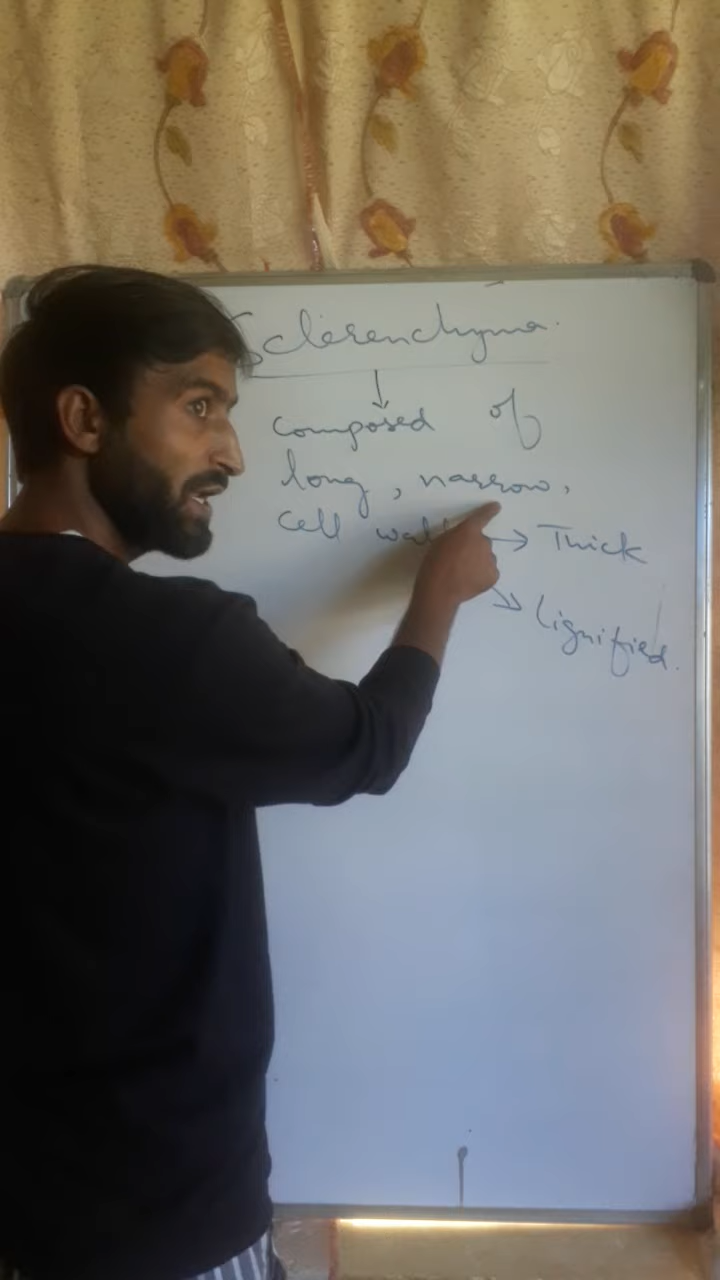 Sclerenchyma.
↓
composed of
long, narrow,
cell wall → Thick
↘ Lignified.